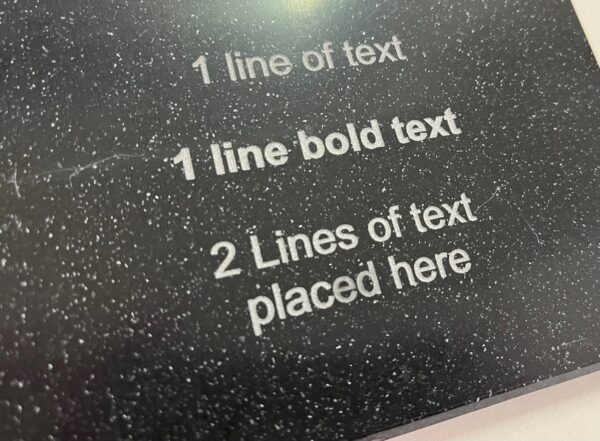 1 line of text
1 line bold text
2 Lines of text
placed here